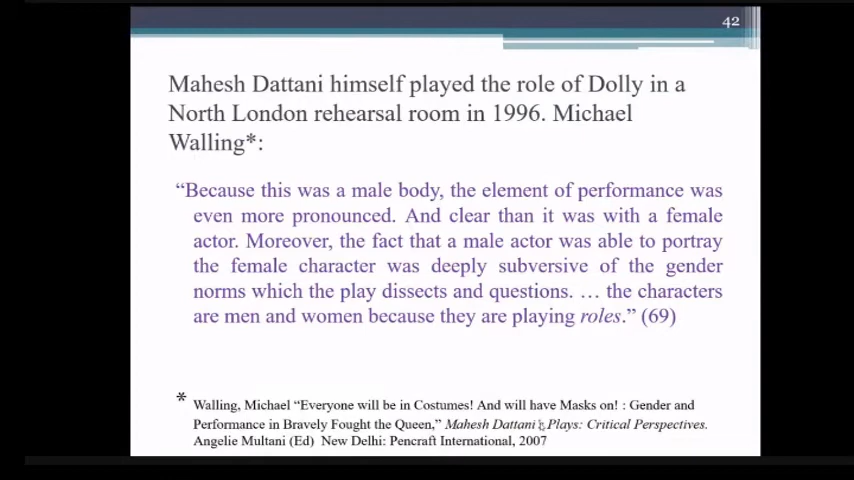 42
Mahesh Dattani himself played the role of Dolly in a
North London rehearsal room in 1996. Michael
Walling*:
“Because this was a male body, the element of performance was
even more pronounced. And clear than it was with a female
actor. Moreover, the fact that a male actor was able to portray
the female character was deeply subversive of the gender
norms which the play dissects and questions. … the characters
are men and women because they are playing roles.” (69)
* Walling, Michael “Everyone will be in Costumes! And will have Masks on! : Gender and
Performance in Bravely Fought the Queen,” Mahesh Dattani Plays: Critical Perspectives.
Angelie Multani (Ed) New Delhi: Pencraft International, 2007